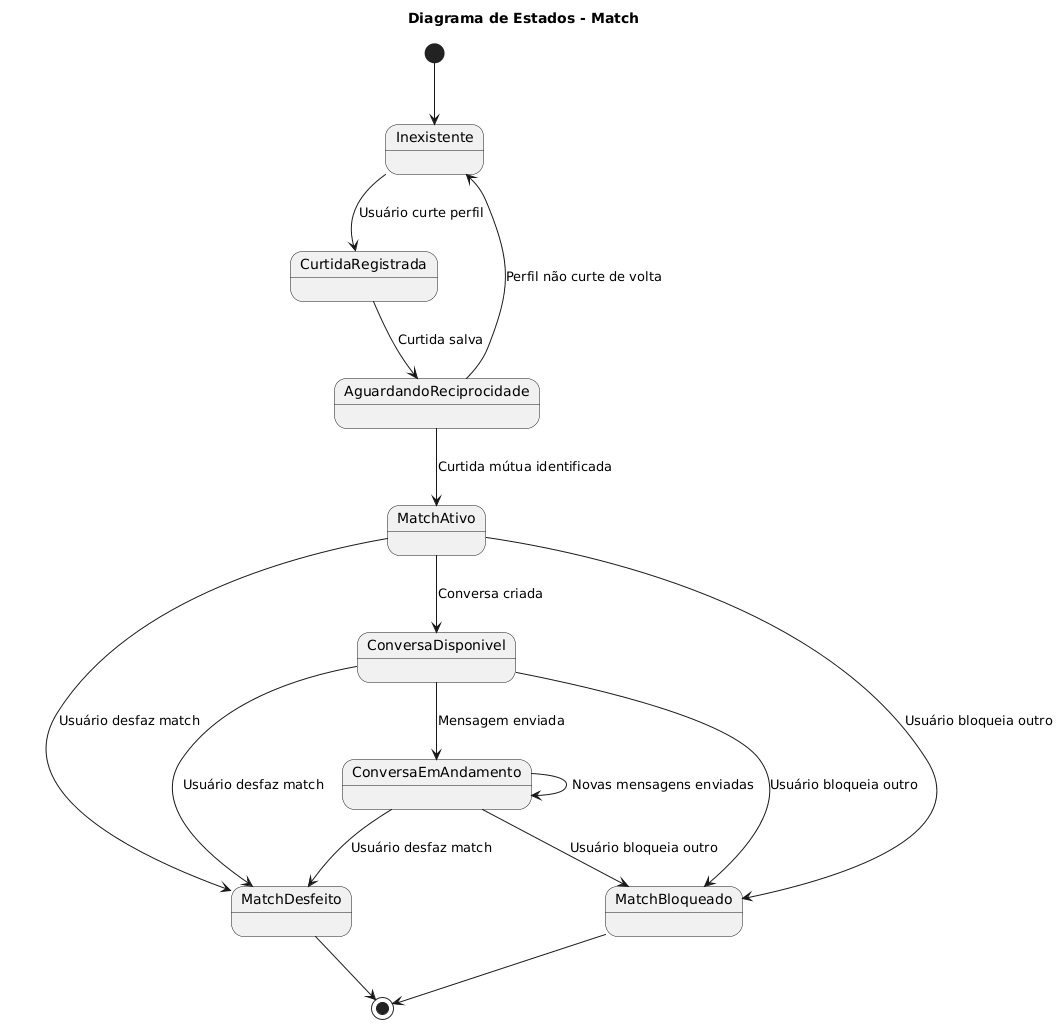 Diagrama de Estados - Match
Inexistente
Usuário curte perfil
CurtidaRegistrada
Perfil não curte de volta
Curtida salva
AguardandoReciprocidade
Curtida mútua identificada
MatchAtivo
Conversa criada
ConversaDisponivel
Usuário desfaz match
Mensagem enviada
Usuário bloqueia outro
ConversaEmAndamento
Usuário desfaz match
Novas mensagens enviadas
Usuário bloqueia outro
Usuário desfaz match
Usuário bloqueia outro
MatchDesfeito
MatchBloqueado